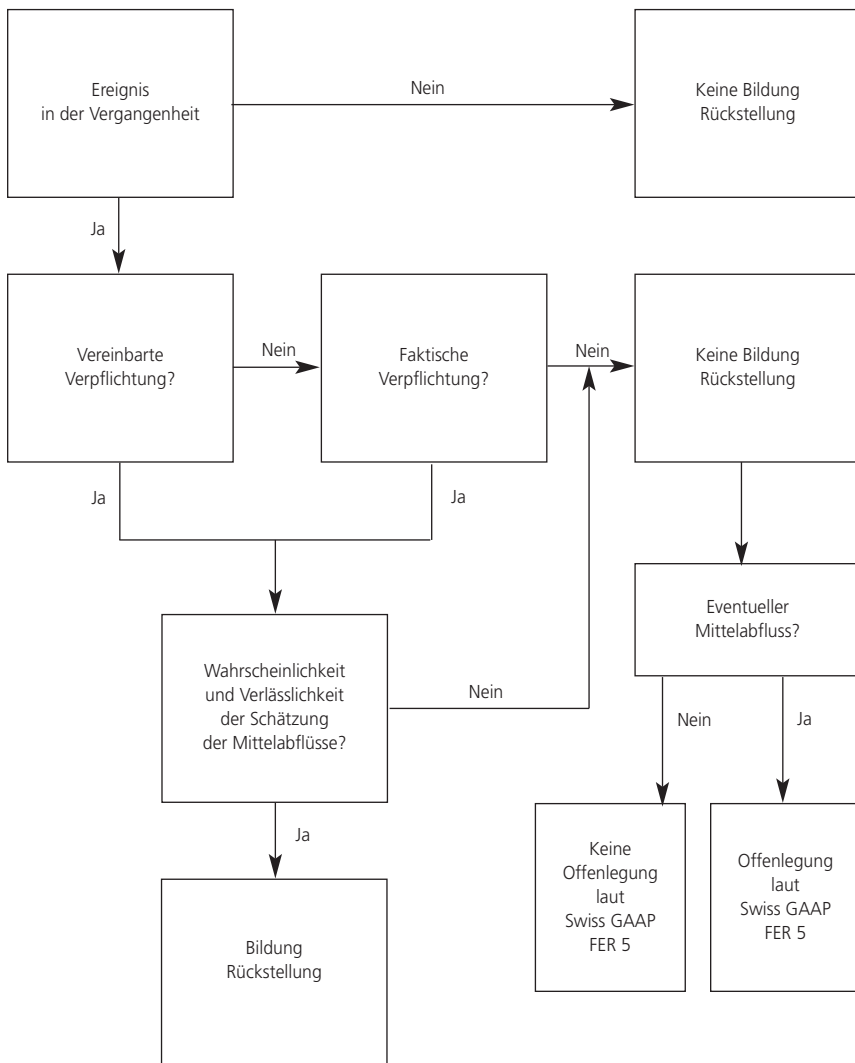 Ereignis
in der Vergangenheit
Nein
Keine Bildung
Rückstellung
Ja
Vereinbarte
Verpflichtung?
Nein
Faktische
Verpflichtung?
Nein
Keine Bildung
Rückstellung
Ja
Ja
Eventueller
Mittelabfluss?
Wahrscheinlichkeit
und Verlässlichkeit
der Schätzung
der Mittelabflüsse?
Nein
Nein
Ja
Ja
Keine
Offenlegung
laut
Swiss GAAP
FER 5
Offenlegung
laut
Swiss GAAP
FER 5
Bildung
Rückstellung